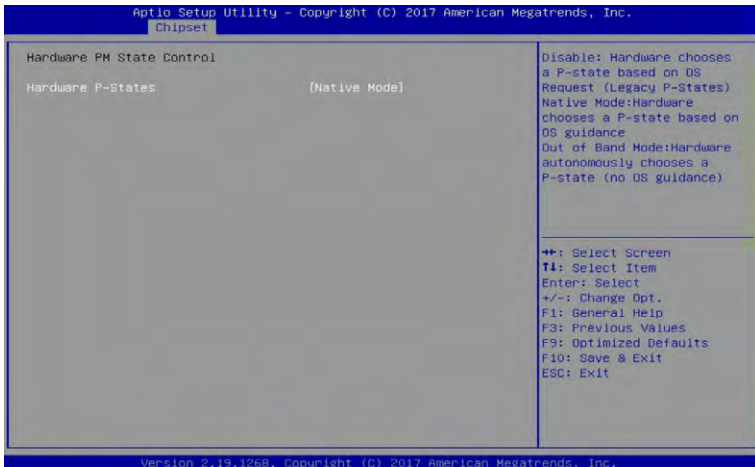 Aptio Setup Utility – Copyright (C) 2017 American Megatrends, Inc.
Chipset
Hardware PM State Control
Hardware P-States [Native Mode]
Disable: Hardware chooses
a P-state based on OS
Request (Legacy P-States)
Native Mode:Hardware
chooses a P-state based on
OS guidance
Out of Band Mode:Hardware
autonomously chooses a
P-state (no OS guidance)
→←: Select Screen
↑↓: Select Item
Enter: Select
+/-: Change Opt.
F1: General Help
F3: Previous Values
F9: Optimized Defaults
F10: Save & Exit
ESC: Exit
Version 2.19.1268. Copyright (C) 2017 American Megatrends, Inc.